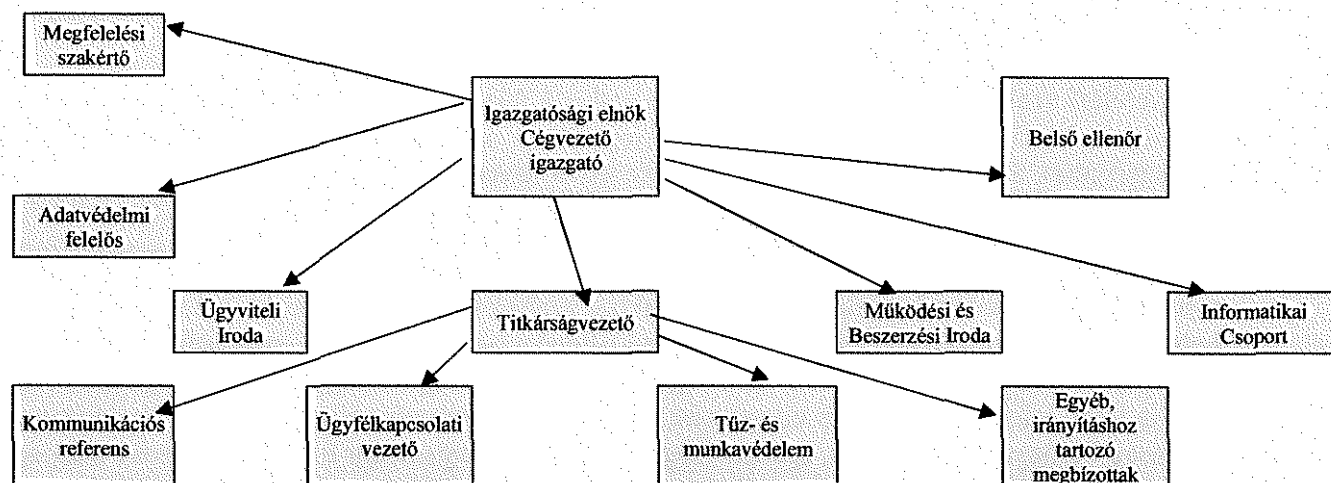 Megfelelési
szakértő
Igazgatósági elnök
Cégvezető
igazgató
Belső ellenőr
Adatvédelmi
felelős
Ügyviteli
Iroda
Titkárságvezető
Működési és
Beszerzési Iroda
Informatikai
Csoport
Kommunikációs
referens
Ügyfélkapcsolati
vezető
Tűz- és
munkavédelem
Egyéb,
irányításhoz
tartozó
megbízottak